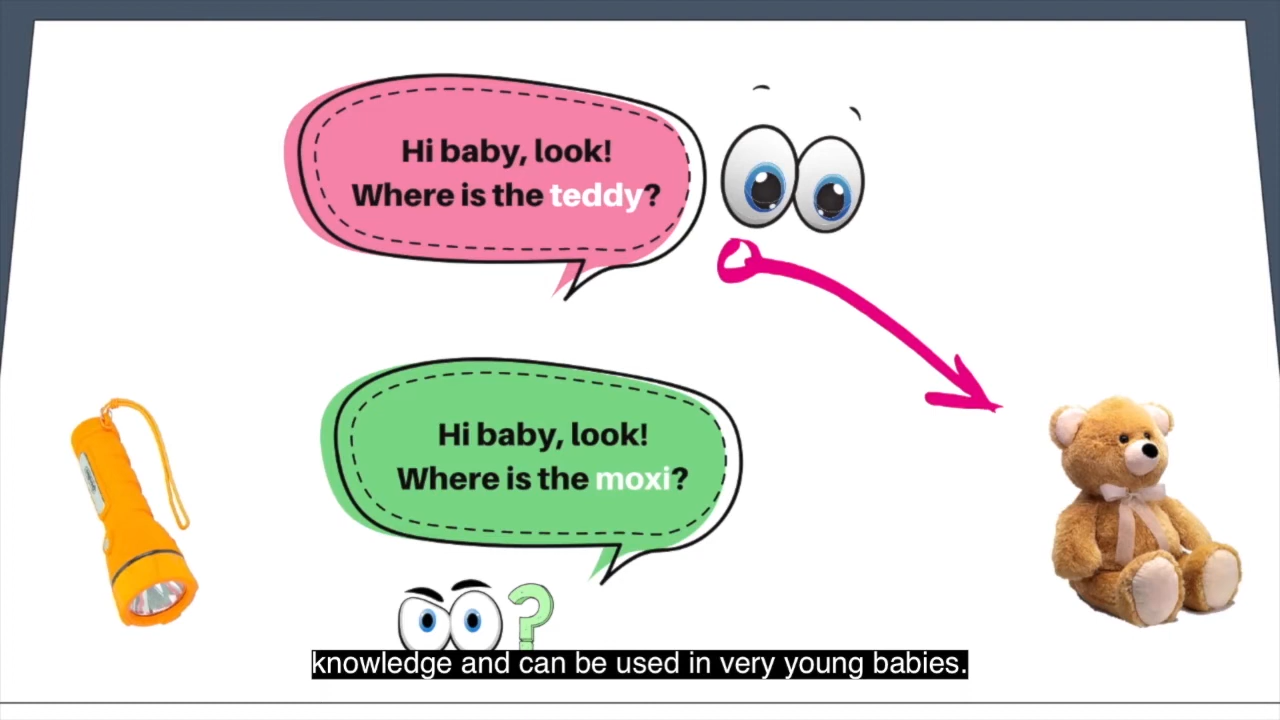 Hi baby, look!
Where is the teddy?
Hi baby, look!
Where is the moxi?
?
knowledge and can be used in very young babies.